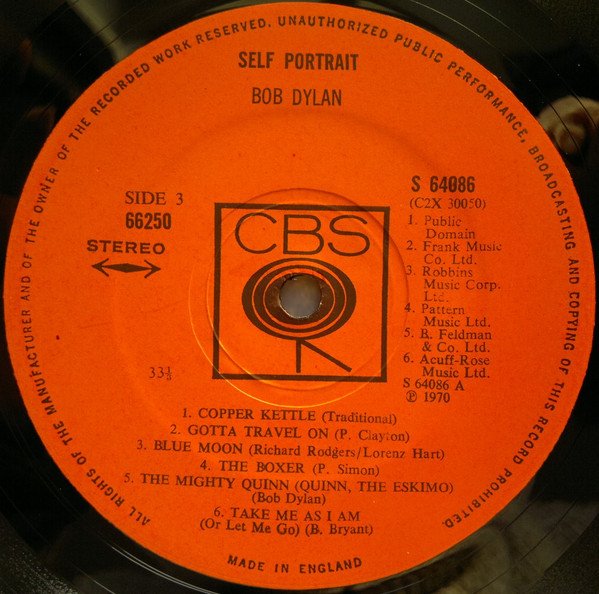 ALL RIGHTS OF THE MANUFACTURER AND OF THE OWNER OF THE RECORDED WORK RESERVED. UNAUTHORIZED PUBLIC PERFORMANCE, BROADCASTING AND COPYING OF THIS RECORD PROHIBITED.
SELF PORTRAIT
BOB DYLAN
SIDE 3
66250
STEREO
33⅓
CBS
S 64086
(C2X 30050)
1. Public
Domain
2. Frank Music
Co. Ltd.
3. Robbins
Music Corp.
Ltd.
4. Pattern
Music Ltd.
5. B. Feldman
& Co. Ltd.
6. Acuff-Rose
Music Ltd.
S 64086 A
℗ 1970
1. COPPER KETTLE (Traditional)
2. GOTTA TRAVEL ON (P. Clayton)
3. BLUE MOON (Richard Rodgers/Lorenz Hart)
4. THE BOXER (P. Simon)
5. THE MIGHTY QUINN (QUINN, THE ESKIMO)
(Bob Dylan)
6. TAKE ME AS I AM
(Or Let Me Go) (B. Bryant)
MADE IN ENGLAND